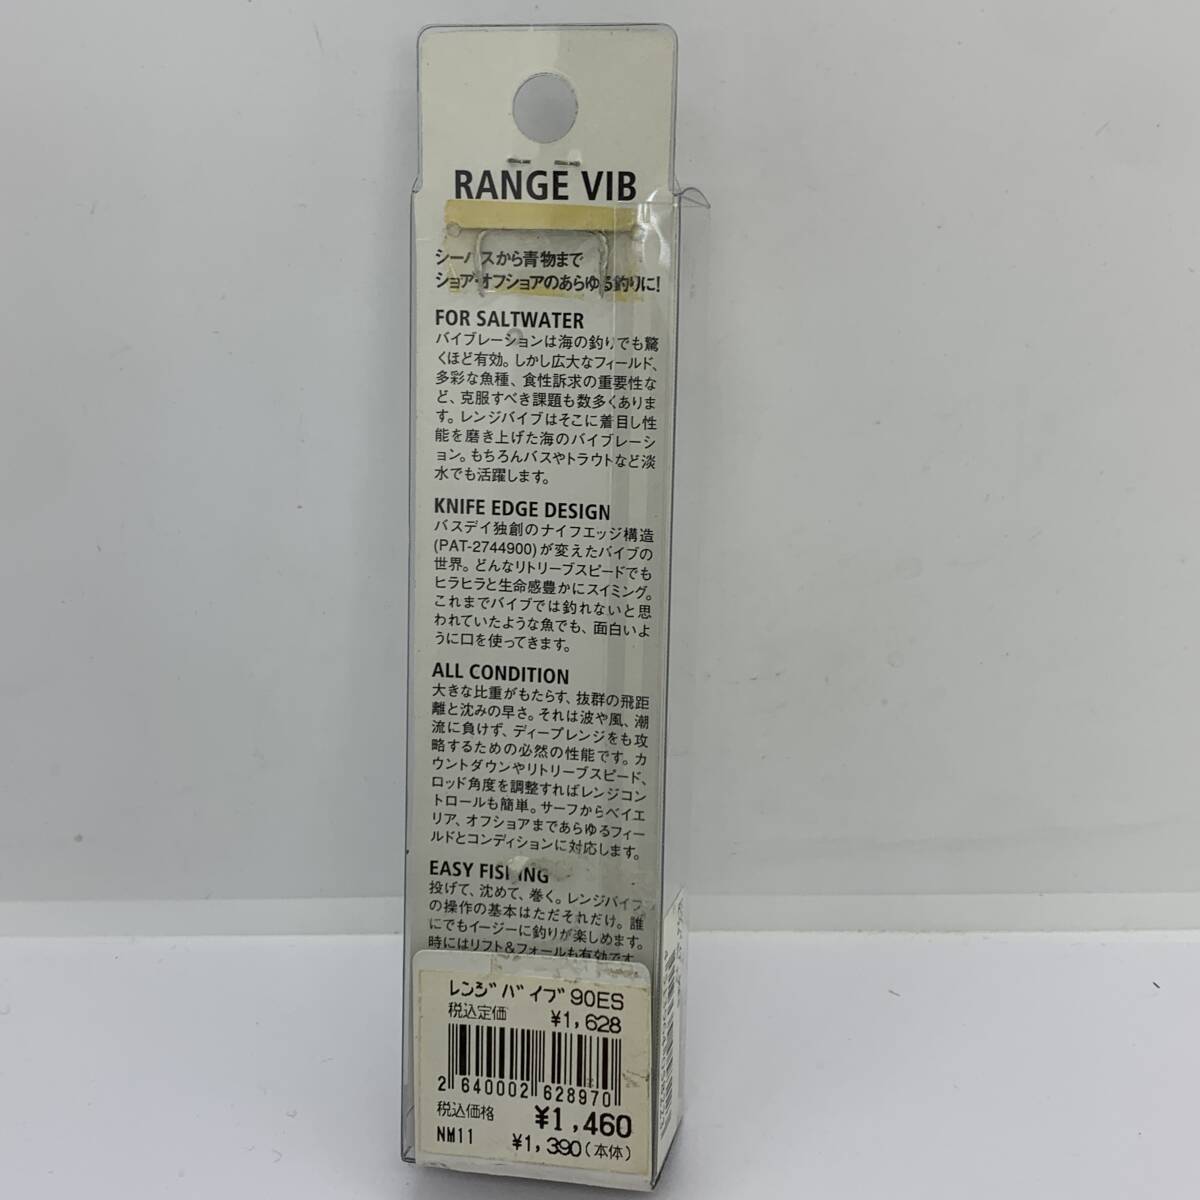 RANGE VIB
シーバスから青物まで
ショア・オフショアのあらゆる釣りに!
FOR SALTWATER
バイブレーションは海の釣りでも驚
くほど有効。しかし広大なフィールド、
多彩な魚種、食性訴求の重要性な
ど、克服すべき課題も数多くありま
す。レンジバイブはそこに着目し性
能を磨き上げた海のバイブレーシ
ョン。もちろんバスやトラウトなど淡
水でも活躍します。
KNIFE EDGE DESIGN
バスデイ独創のナイフエッジ構造
(PAT-2744900)が変えたバイブの
世界。どんなリトリーブスピードでも
ヒラヒラと生命感豊かにスイミング。
これまでバイブでは釣れないと思
われていたような魚でも、面白いよ
うに口を使ってきます。
ALL CONDITION
大きな比重がもたらす、抜群の飛距
離と沈みの早さ。それは波や風、潮
流に負けず、ディープレンジをも攻
略するための必然の性能です。カ
ウントダウンやリトリーブスピード、
ロッド角度を調整すればレンジコン
トロールも簡単。サーフからベイエ
リア、オフショアまであらゆるフィー
ルドとコンディションに対応します。
EASY FISHING
投げて、沈めて、巻く。レンジバイブ
の操作の基本はただそれだけ。誰
にでもイージーに釣りが楽しめます。
時にはリフト&フォールも有効です。
レンジバイブ90ES
税込定価 ¥1,628
2 640002 628970
税込価格 ¥1,460
NM11 ¥1,390(本体)